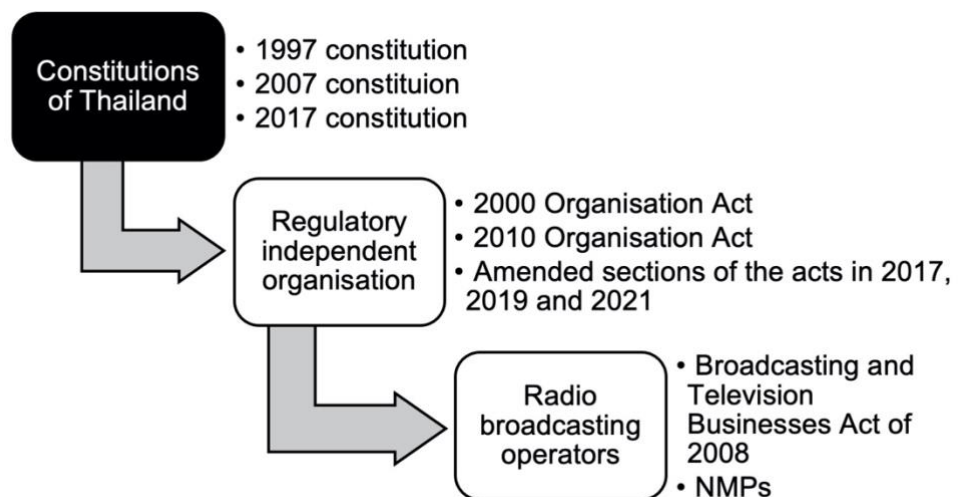 Constitutions
of Thailand
• 1997 constitution
• 2007 constituion
• 2017 constitution
Regulatory
independent
organisation
• 2000 Organisation Act
• 2010 Organisation Act
• Amended sections of the acts in 2017,
2019 and 2021
Radio
broadcasting
operators
• Broadcasting and
Television
Businesses Act of
2008
• NMPs